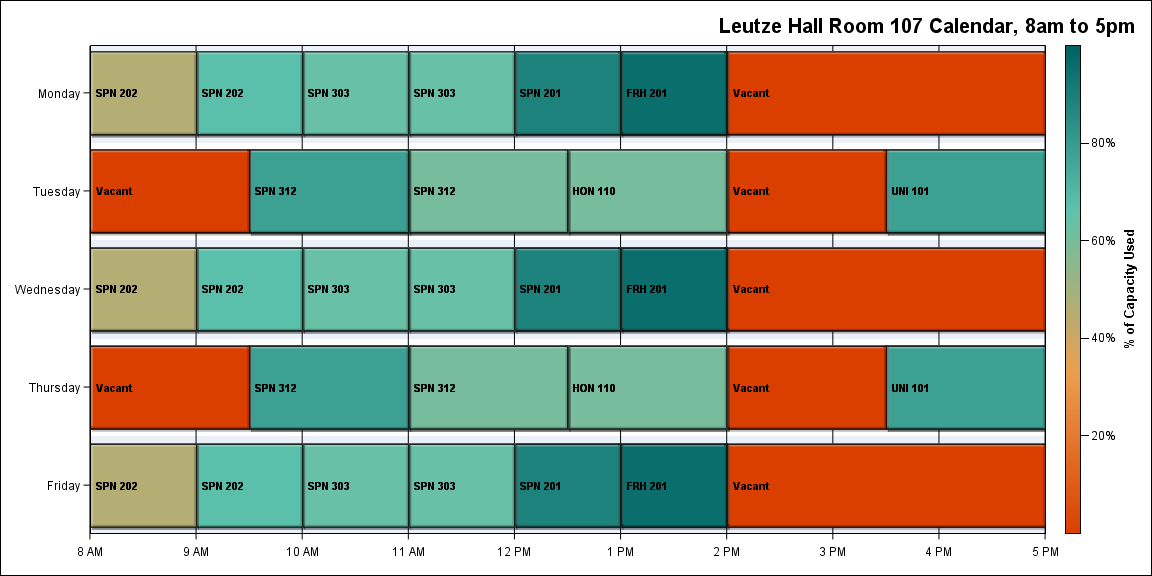 Leutze Hall Room 107 Calendar, 8am to 5pm
Monday
SPN 202
SPN 202
SPN 303
SPN 303
SPN 201
FRH 201
Vacant
Tuesday
Vacant
SPN 312
SPN 312
HON 110
Vacant
UNI 101
Wednesday
SPN 202
SPN 202
SPN 303
SPN 303
SPN 201
FRH 201
Vacant
Thursday
Vacant
SPN 312
SPN 312
HON 110
Vacant
UNI 101
Friday
SPN 202
SPN 202
SPN 303
SPN 303
SPN 201
FRH 201
Vacant
8 AM
9 AM
10 AM
11 AM
12 PM
1 PM
2 PM
3 PM
4 PM
5 PM
80%
60%
40%
20%
% of Capacity Used